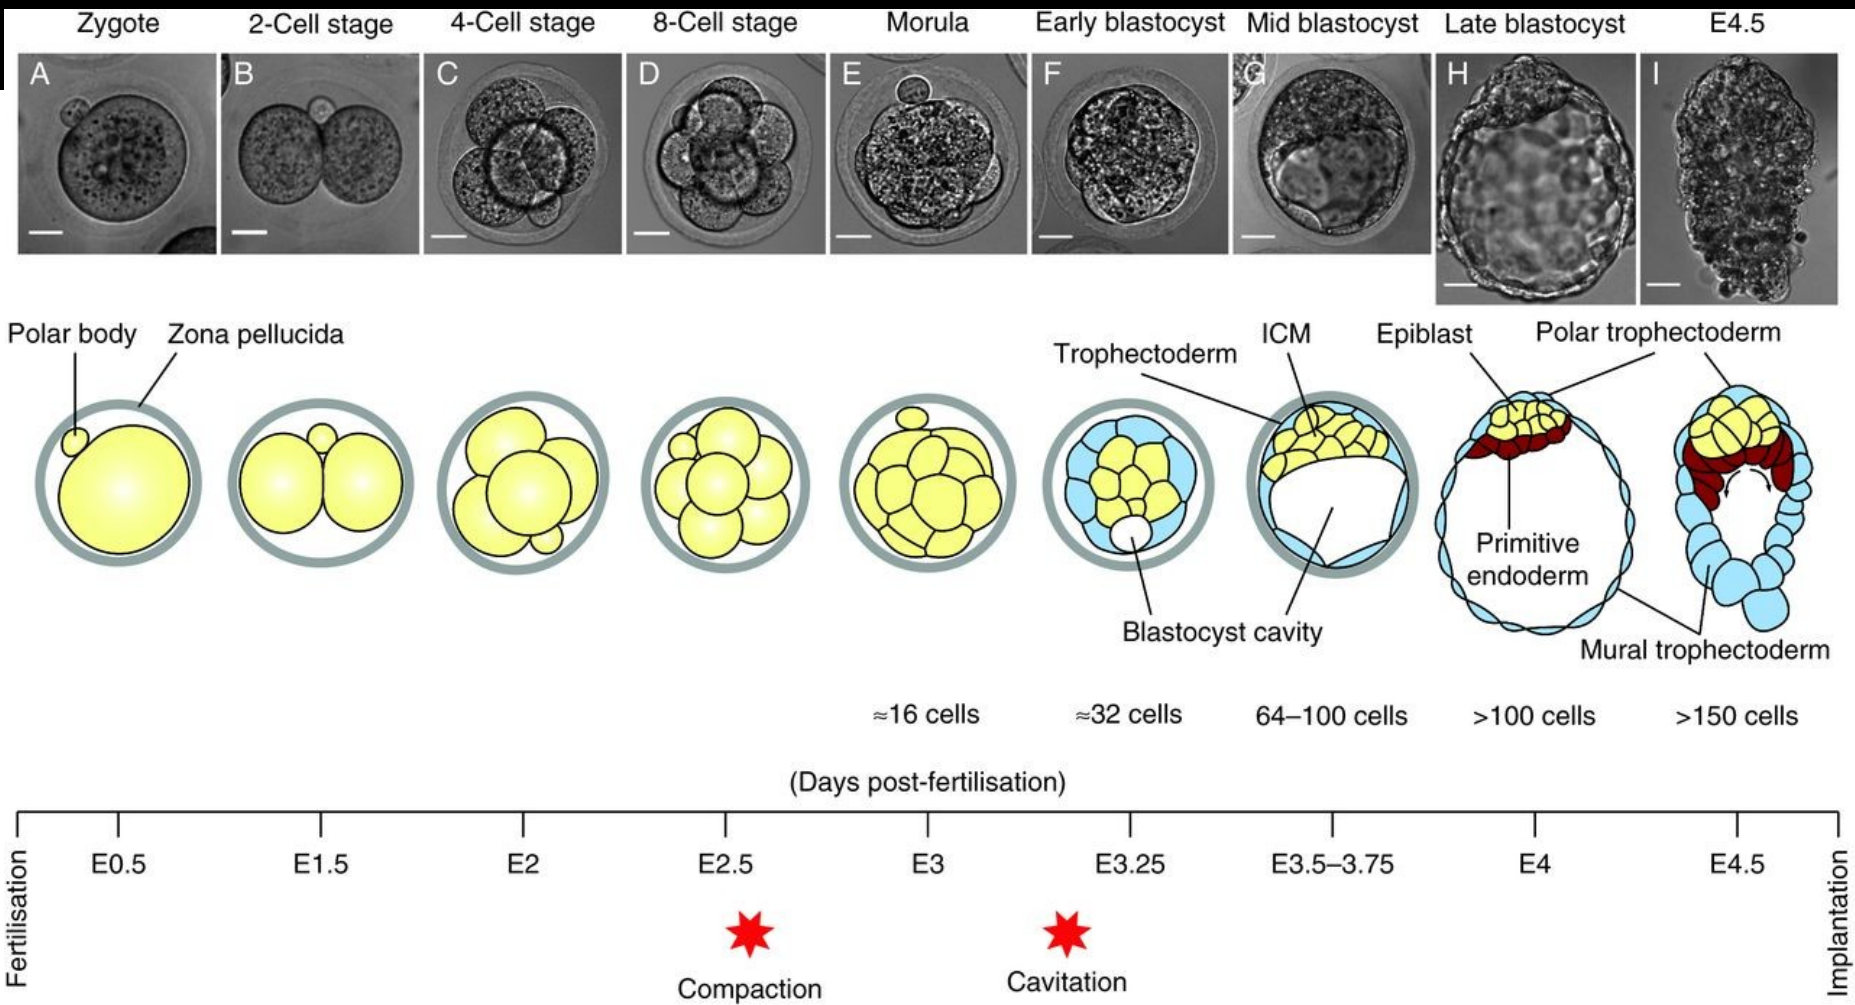 Zygote
2-Cell stage
4-Cell stage
8-Cell stage
Morula
Early blastocyst
Mid blastocyst
Late blastocyst
E4.5
A
B
C
D
E
F
G
H
I
Polar body
Zona pellucida
Trophectoderm
ICM
Epiblast
Polar trophectoderm
Primitive
endoderm
Blastocyst cavity
Mural trophectoderm
≈16 cells
≈32 cells
64–100 cells
>100 cells
>150 cells
(Days post-fertilisation)
Fertilisation
E0.5
E1.5
E2
E2.5
E3
E3.25
E3.5–3.75
E4
E4.5
Implantation
Compaction
Cavitation